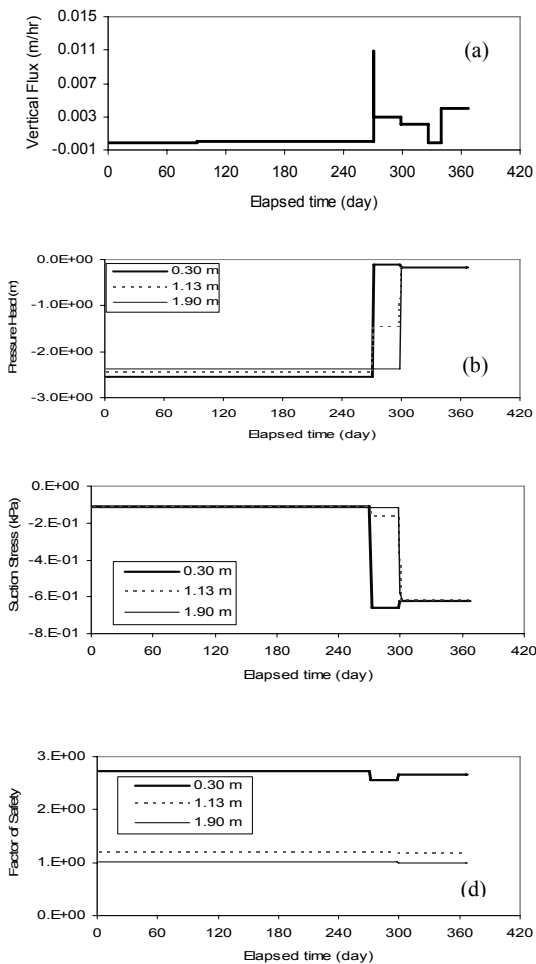 0.015
(a)
0.011
0.007
0.003
-0.001
Vertical Flux (m/hr)
0 60 120 180 240 300 360 420
Elapsed time (day)
0.0E+00
0.30 m
1.13 m
1.90 m
-1.0E+00
-2.0E+00
(b)
-3.0E+00
Pressure Head (m)
0 60 120 180 240 300 360 420
Elapsed time (day)
0.0E+00
-2.E-01
-4.E-01
-6.E-01
-8.E-01
Suction Stress (kPa)
0.30 m
1.13 m
1.90 m
0 60 120 180 240 300 360 420
Elapsed time (day)
3.E+00
2.E+00
1.E+00
0.E+00
Factor of Safety
0.30 m
1.13 m
1.90 m
(d)
0 60 120 180 240 300 360 420
Elapsed time (day)